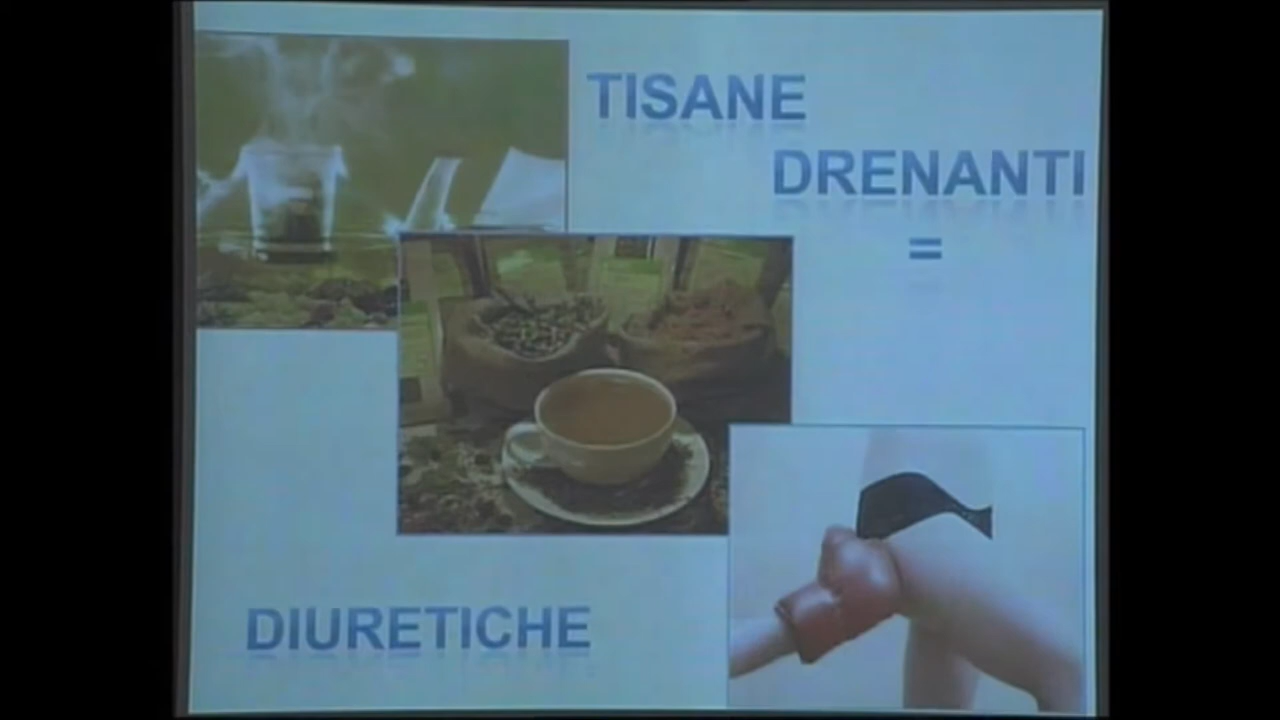 TISANE
DRENANTI
=
DIURETICHE